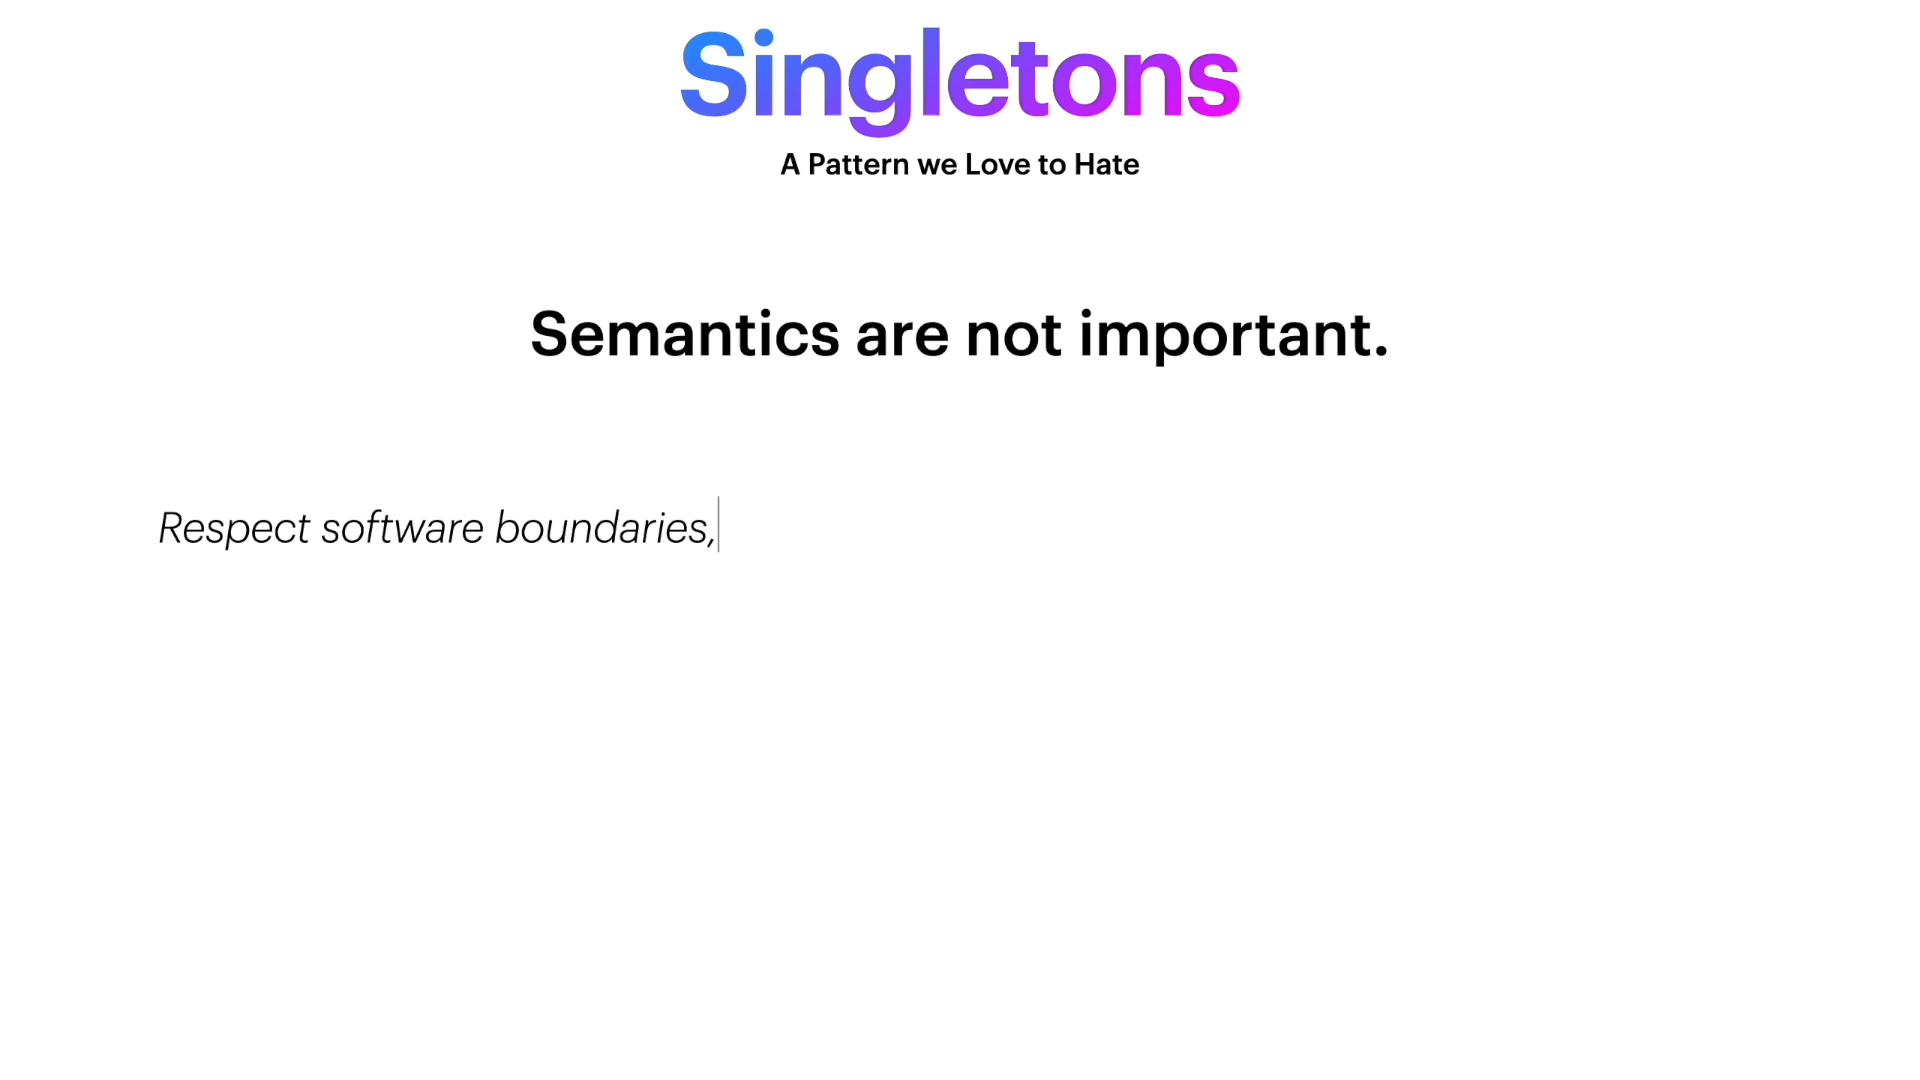 Singletons
A Pattern we Love to Hate
Semantics are not important.
Respect software boundaries,